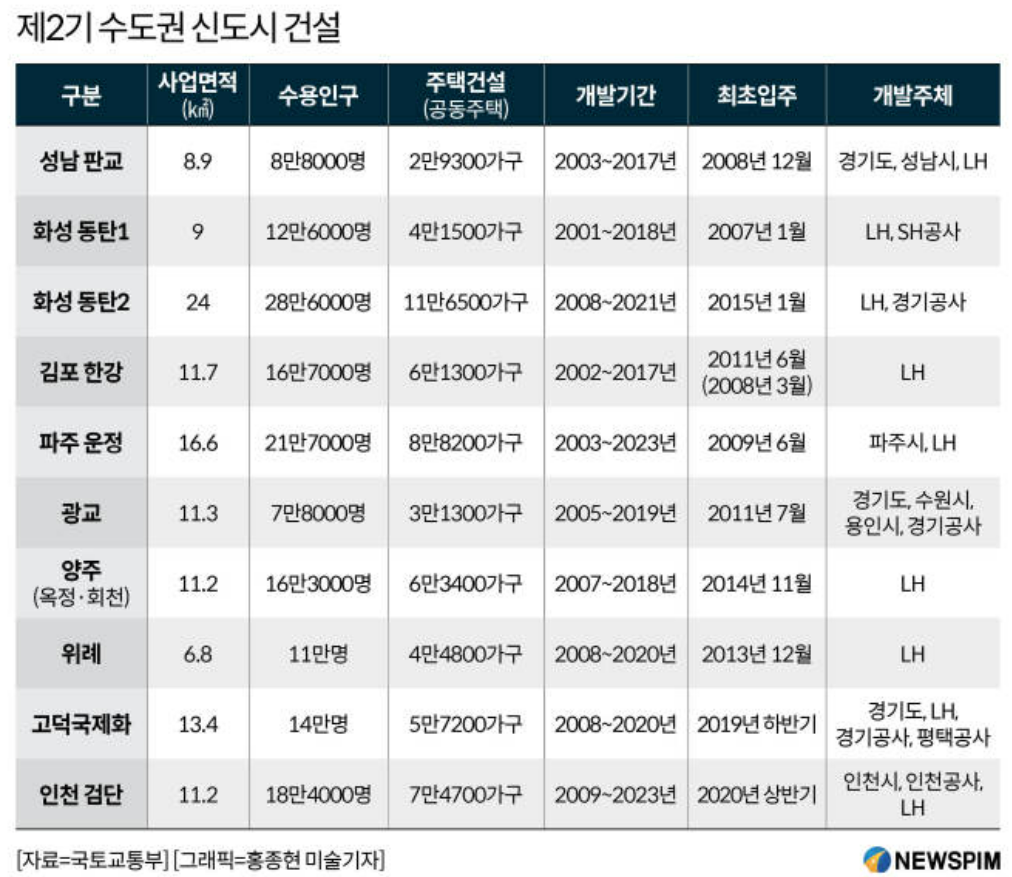 제2기 수도권 신도시 건설
구분 사업면적 (㎢) 수용인구 주택건설 (공동주택) 개발기간 최초입주 개발주체
성남 판교 8.9 8만8000명 2만9300가구 2003~2017년 2008년 12월 경기도, 성남시, LH
화성 동탄1 9 12만6000명 4만1500가구 2001~2018년 2007년 1월 LH, SH공사
화성 동탄2 24 28만6000명 11만6500가구 2008~2021년 2015년 1월 LH, 경기공사
김포 한강 11.7 16만7000명 6만1300가구 2002~2017년 2011년 6월 (2008년 3월) LH
파주 운정 16.6 21만7000명 8만8200가구 2003~2023년 2009년 6월 파주시, LH
광교 11.3 7만8000명 3만1300가구 2005~2019년 2011년 7월 경기도, 수원시, 용인시, 경기공사
양주 (옥정·회천) 11.2 16만3000명 6만3400가구 2007~2018년 2014년 11월 LH
위례 6.8 11만명 4만4800가구 2008~2020년 2013년 12월 LH
고덕국제화 13.4 14만명 5만7200가구 2008~2020년 2019년 하반기 경기도, LH, 경기공사, 평택공사
인천 검단 11.2 18만4000명 7만4700가구 2009~2023년 2020년 상반기 인천시, 인천공사, LH
[자료=국토교통부] [그래픽=홍종현 미술기자]
NEWSPIM